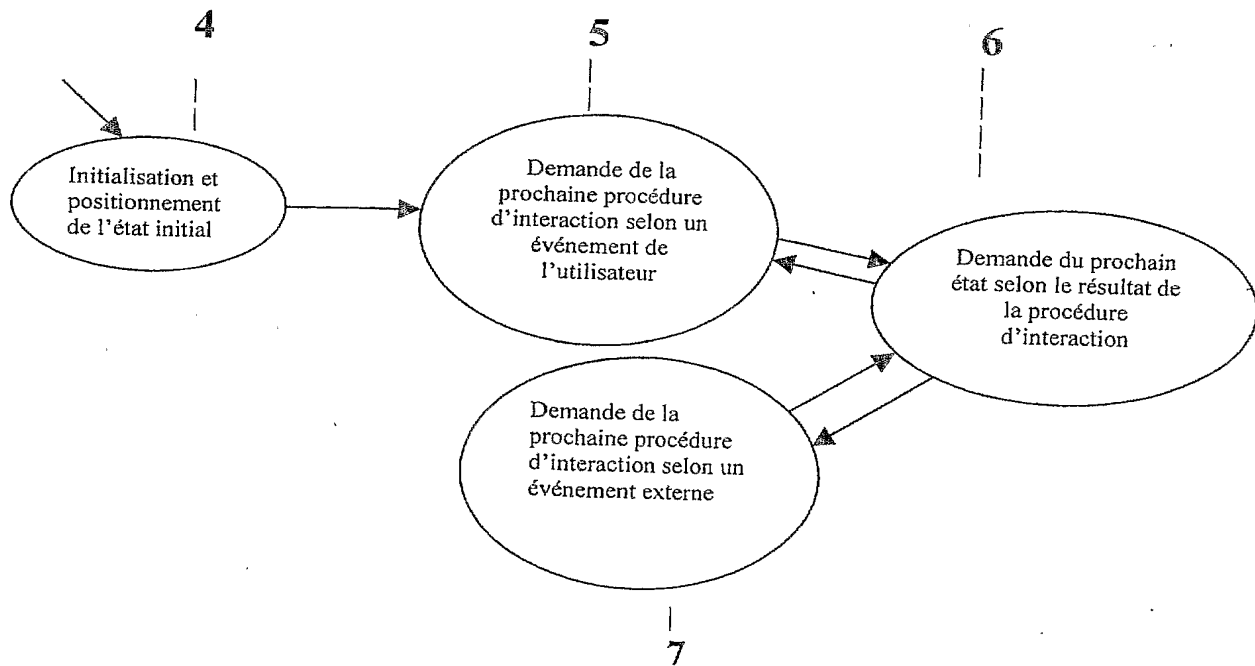 4
5
6
Initialisation et
positionnement
de l'état initial
Demande de la
prochaine procédure
d'interaction selon un
événement de
l'utilisateur
Demande du prochain
état selon le résultat de
la procédure
d'interaction
Demande de la
prochaine procédure
d'interaction selon un
événement externe
7